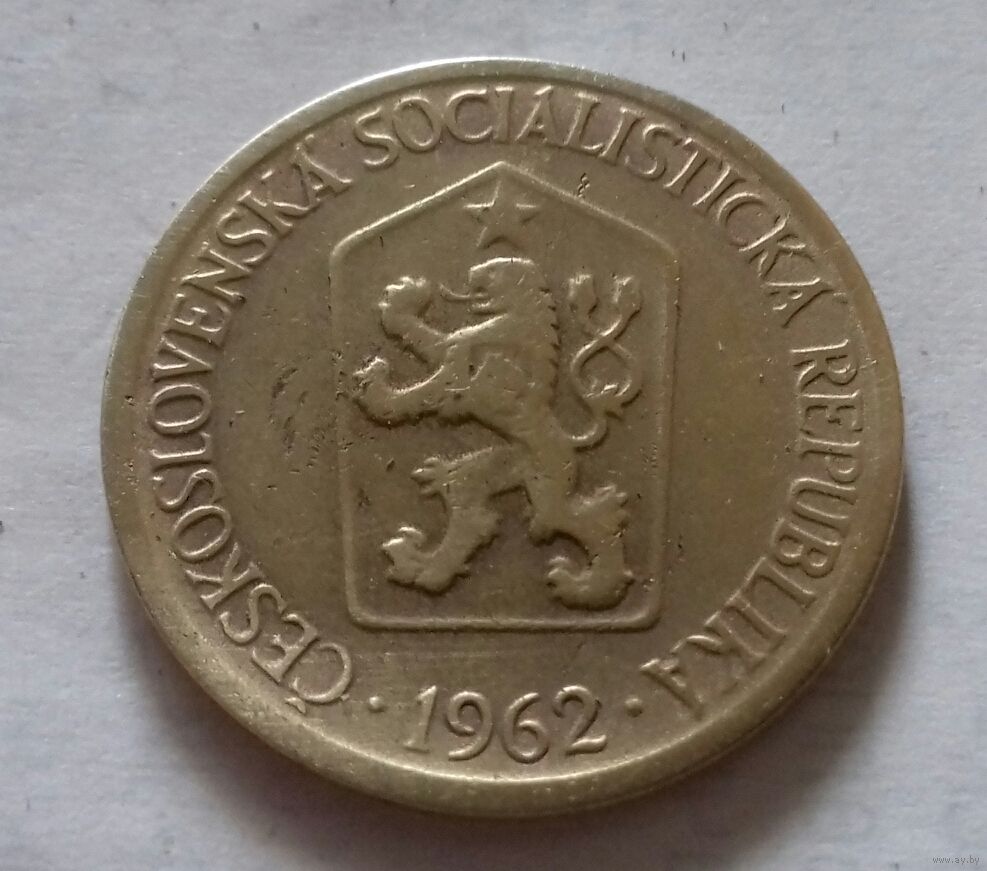 ČESKOSLOVENSKÁ SOCIALISTICKÁ REPUBLIKA
· 1962 ·
www.ay.by